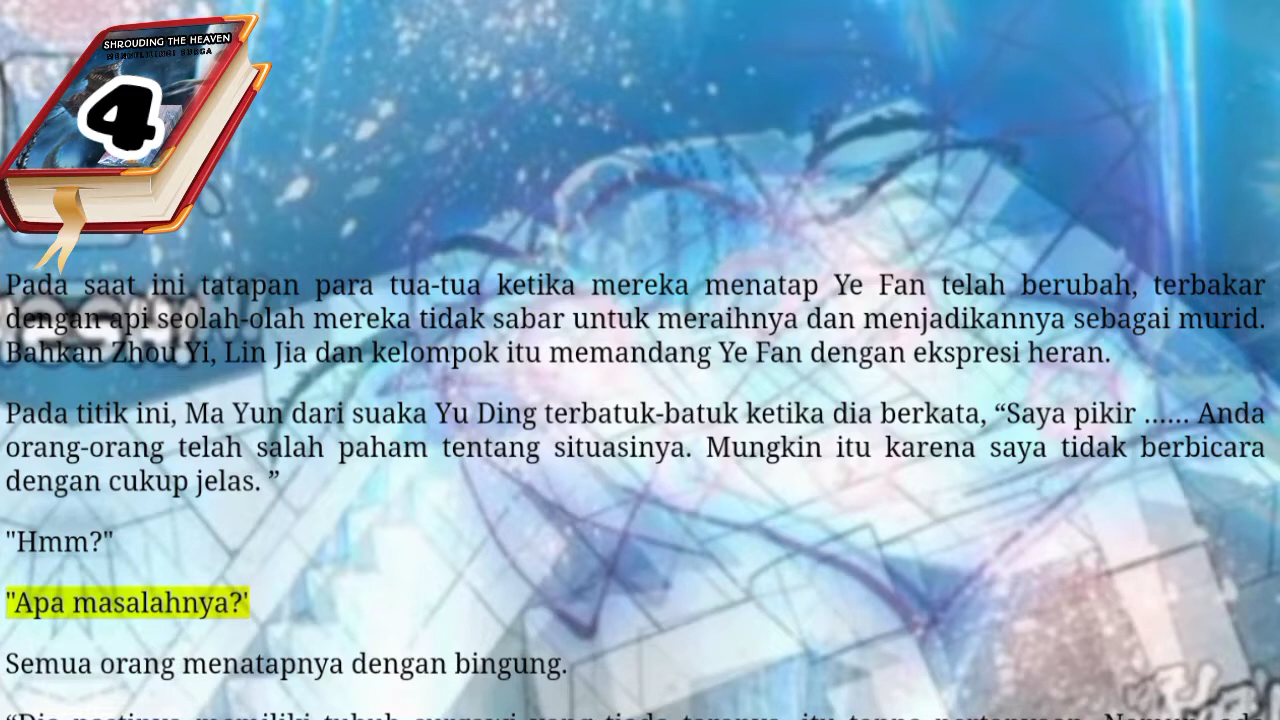 SHROUDING THE HEAVEN
4
Pada saat ini tatapan para tua-tua ketika mereka menatap Ye Fan telah berubah, terbakar
dengan api seolah-olah mereka tidak sabar untuk meraihnya dan menjadikannya sebagai murid.
Bahkan Zhou Yi, Lin Jia dan kelompok itu memandang Ye Fan dengan ekspresi heran.
Pada titik ini, Ma Yun dari suaka Yu Ding terbatuk-batuk ketika dia berkata, “Saya pikir …… Anda
orang-orang telah salah paham tentang situasinya. Mungkin itu karena saya tidak berbicara
dengan cukup jelas. ”
"Hmm?"
"Apa masalahnya?'
Semua orang menatapnya dengan bingung.